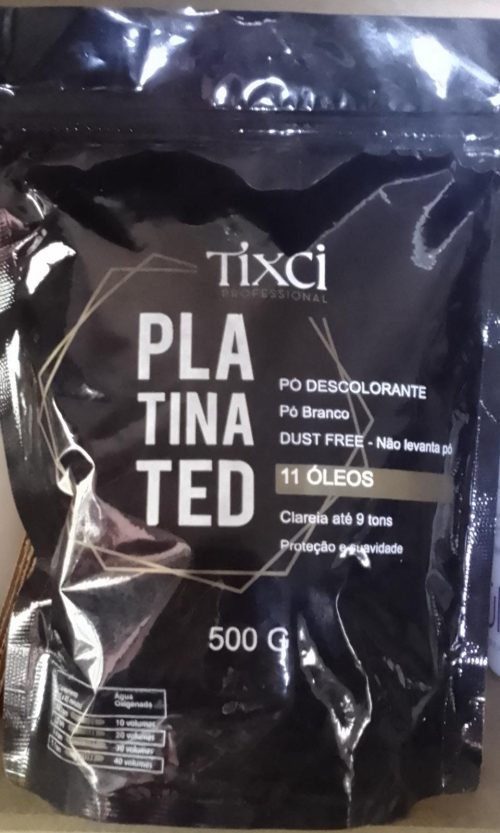 Tixci
PROFESSIONAL
PLA
TINA
TED
PÓ DESCOLORANTE
Pó Branco
DUST FREE - Não levanta pó
11 ÓLEOS
Clareia até 9 tons
Proteção e suavidade
500 G
Água
Oxigenada
10 volumes
20 volumes
30 volumes
40 volumes